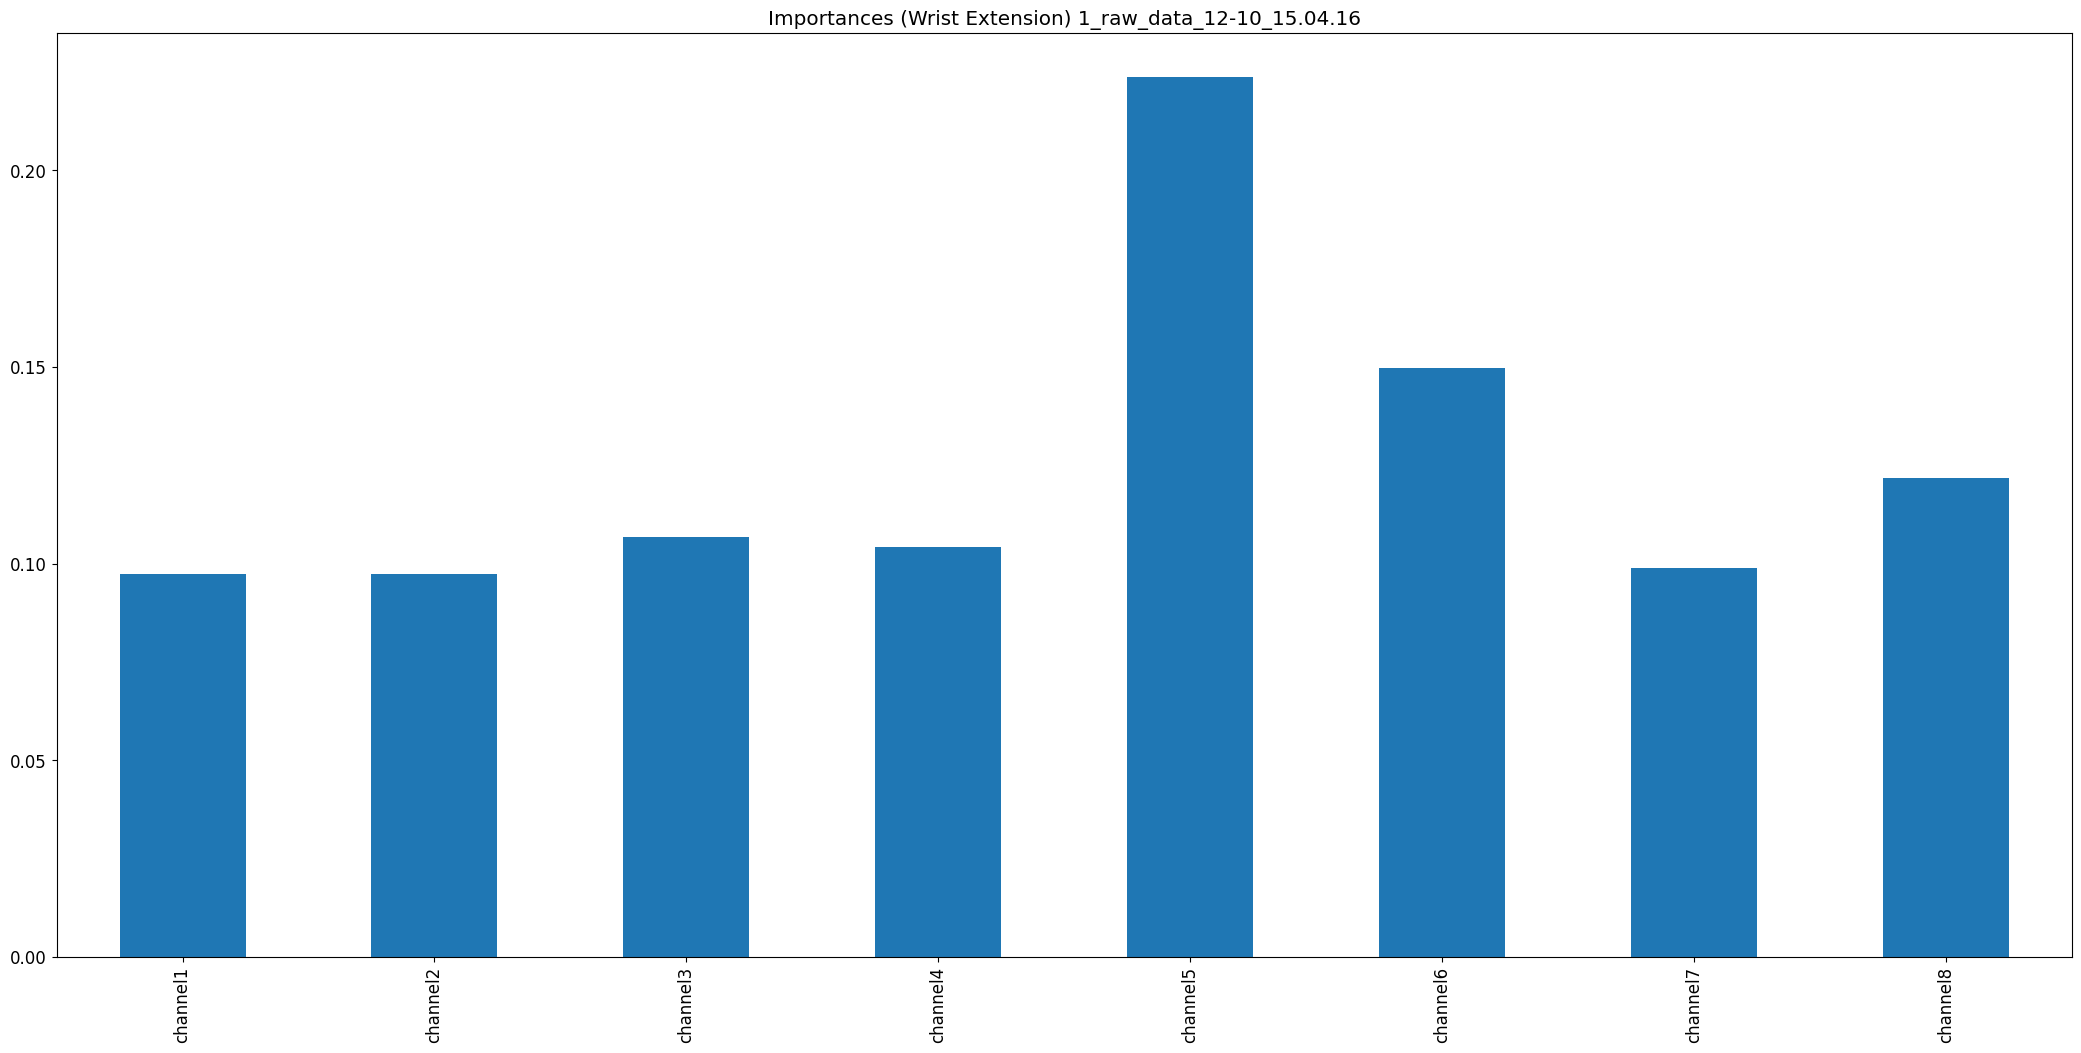 Importances (Wrist Extension) 1_raw_data_12-10_15.04.16
0.20
0.15
0.10
0.05
0.00
channel1
channel2
channel3
channel4
channel5
channel6
channel7
channel8